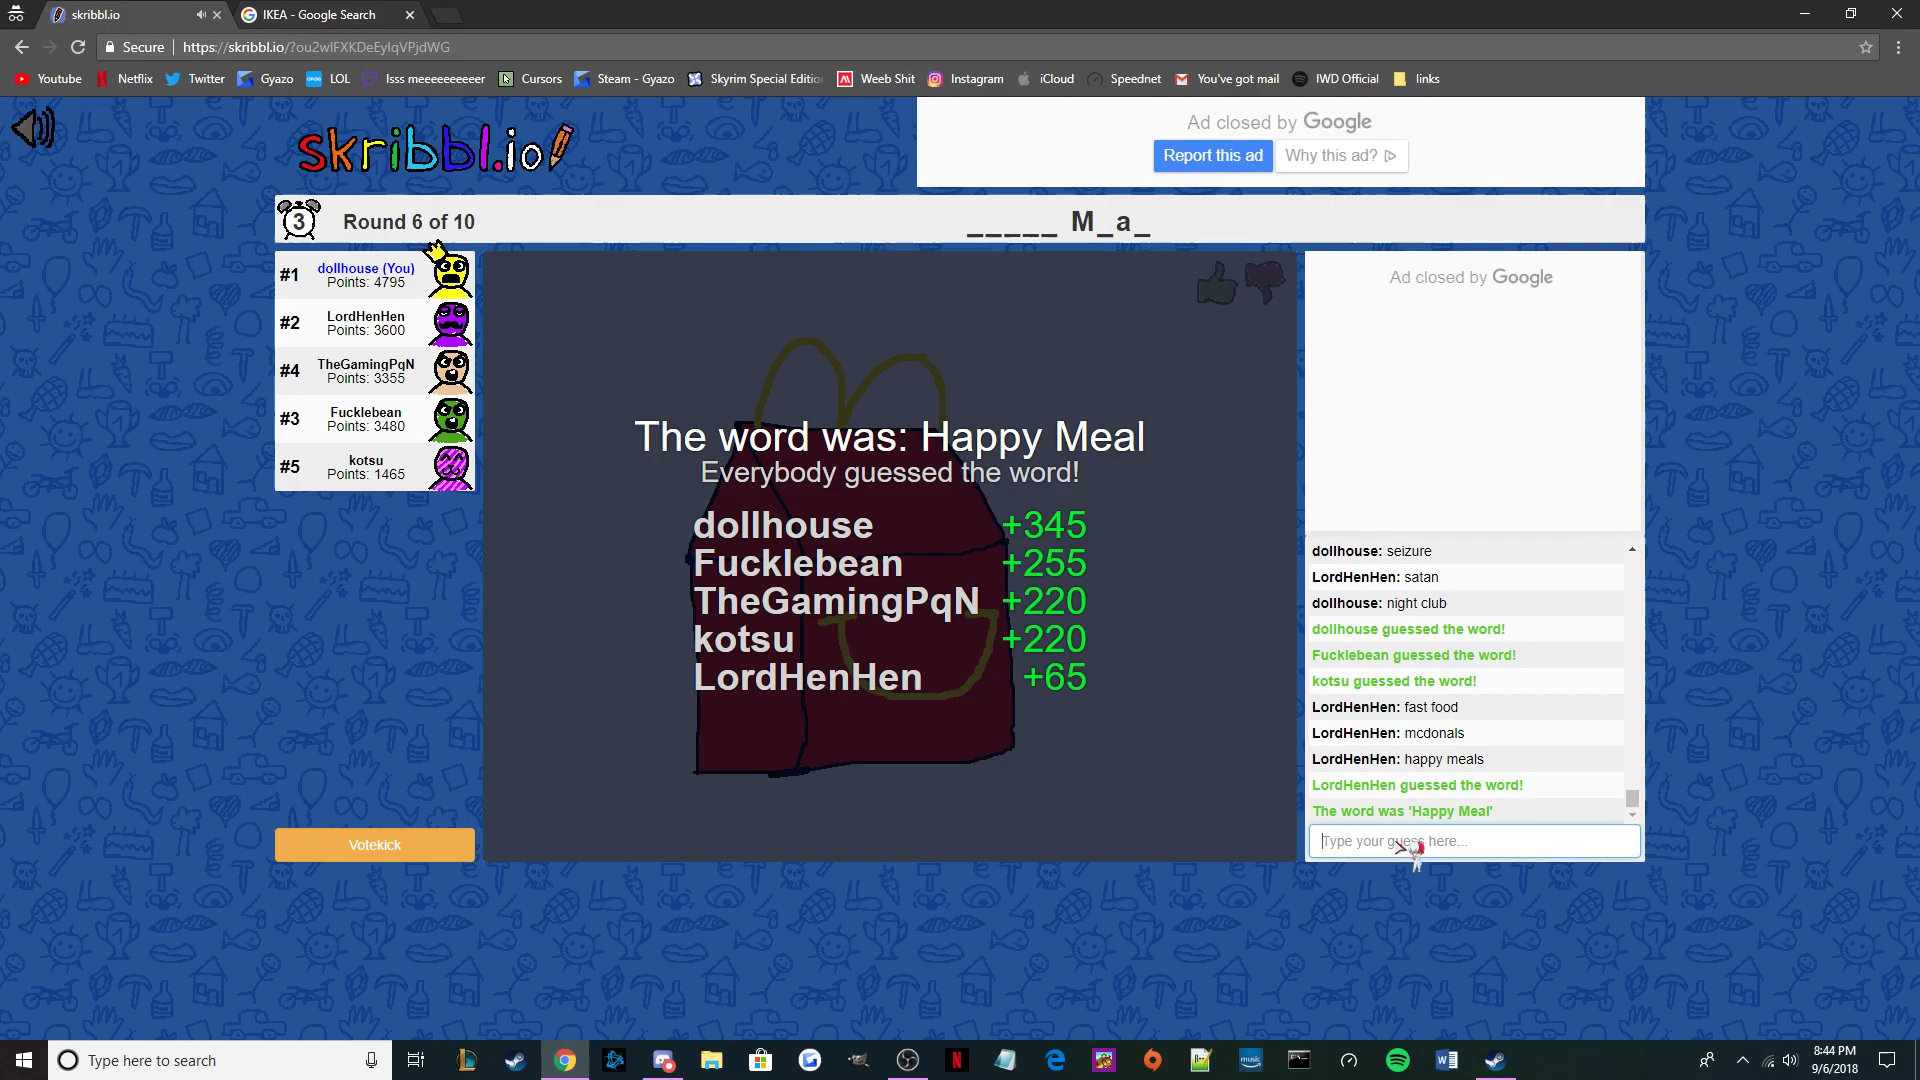 skribbl.io
IKEA - Google Search
Secure
https://skribbl.io/?ou2wlFXKDeEylqVPjdWG
Youtube
Netflix
Twitter
Gyazo
LOL
Isss meeeeeeeeeer
Cursors
Steam - Gyazo
Skyrim Special Edition
Weeb Shit
Instagram
iCloud
Speednet
You've got mail
IWD Official
links
skribbl.io
Ad closed by Google
Report this ad
Why this ad?
3
Round 6 of 10
_____ M_a_
#1
dollhouse (You)
Points: 4795
#2
LordHenHen
Points: 3600
#4
TheGamingPqN
Points: 3355
#3
Fucklebean
Points: 3480
#5
kotsu
Points: 1465
Votekick
The word was: Happy Meal
Everybody guessed the word!
dollhouse +345
Fucklebean +255
TheGamingPqN +220
kotsu +220
LordHenHen +65
Ad closed by Google
dollhouse: seizure
LordHenHen: satan
dollhouse: night club
dollhouse guessed the word!
Fucklebean guessed the word!
kotsu guessed the word!
LordHenHen: fast food
LordHenHen: mcdonals
LordHenHen: happy meals
LordHenHen guessed the word!
The word was 'Happy Meal'
Type your guess here...
Type here to search
8:44 PM
9/6/2018